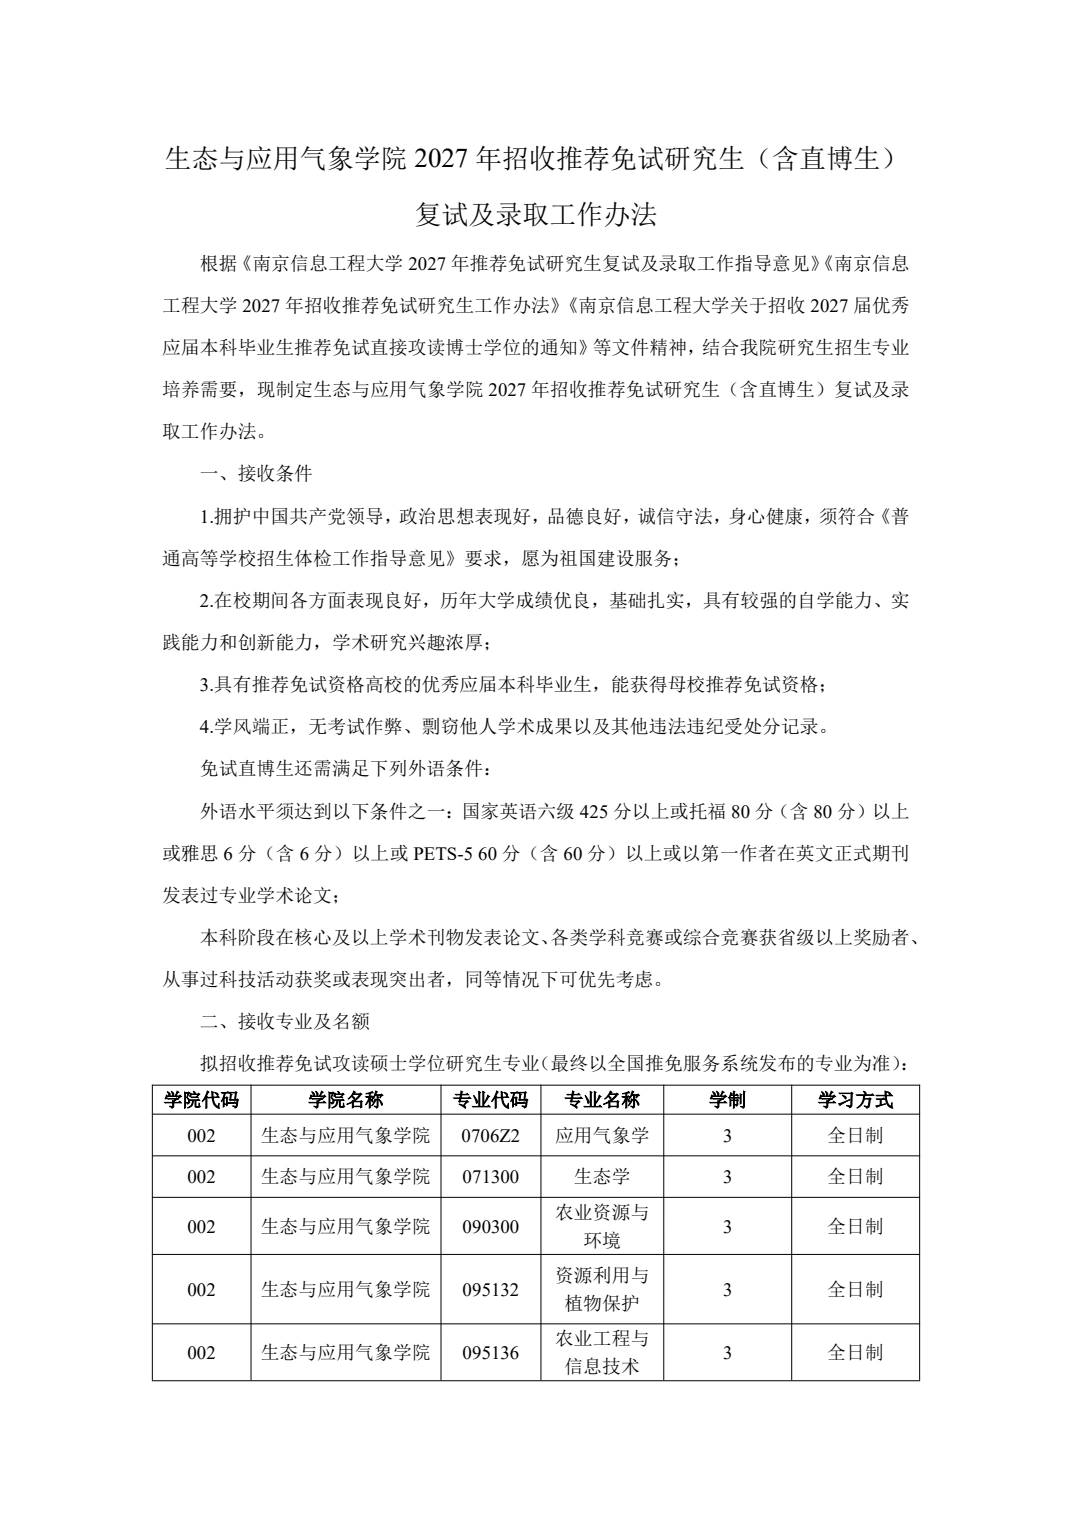 生态与应用气象学院 2027 年招收推荐免试研究生（含直博生）
复试及录取工作办法
根据《南京信息工程大学 2027 年推荐免试研究生复试及录取工作指导意见》《南京信息
工程大学 2027 年招收推荐免试研究生工作办法》《南京信息工程大学关于招收 2027 届优秀
应届本科毕业生推荐免试直接攻读博士学位的通知》等文件精神，结合我院研究生招生专业
培养需要，现制定生态与应用气象学院 2027 年招收推荐免试研究生（含直博生）复试及录
取工作办法。
一、接收条件
1.拥护中国共产党领导，政治思想表现好，品德良好，诚信守法，身心健康，须符合《普
通高等学校招生体检工作指导意见》要求，愿为祖国建设服务；
2.在校期间各方面表现良好，历年大学成绩优良，基础扎实，具有较强的自学能力、实
践能力和创新能力，学术研究兴趣浓厚；
3.具有推荐免试资格高校的优秀应届本科毕业生，能获得母校推荐免试资格；
4.学风端正，无考试作弊、剽窃他人学术成果以及其他违法违纪受处分记录。
免试直博生还需满足下列外语条件：
外语水平须达到以下条件之一：国家英语六级 425 分以上或托福 80 分（含 80 分）以上
或雅思 6 分（含 6 分）以上或 PETS-5 60 分（含 60 分）以上或以第一作者在英文正式期刊
发表过专业学术论文；
本科阶段在核心及以上学术刊物发表论文、各类学科竞赛或综合竞赛获省级以上奖励者、
从事过科技活动获奖或表现突出者，同等情况下可优先考虑。
二、接收专业及名额
拟招收推荐免试攻读硕士学位研究生专业（最终以全国推免服务系统发布的专业为准）：
学院代码 学院名称 专业代码 专业名称 学制 学习方式
002 生态与应用气象学院 0706Z2 应用气象学 3 全日制
002 生态与应用气象学院 071300 生态学 3 全日制
002 生态与应用气象学院 090300 农业资源与
环境 3 全日制
002 生态与应用气象学院 095132 资源利用与
植物保护 3 全日制
002 生态与应用气象学院 095136 农业工程与
信息技术 3 全日制